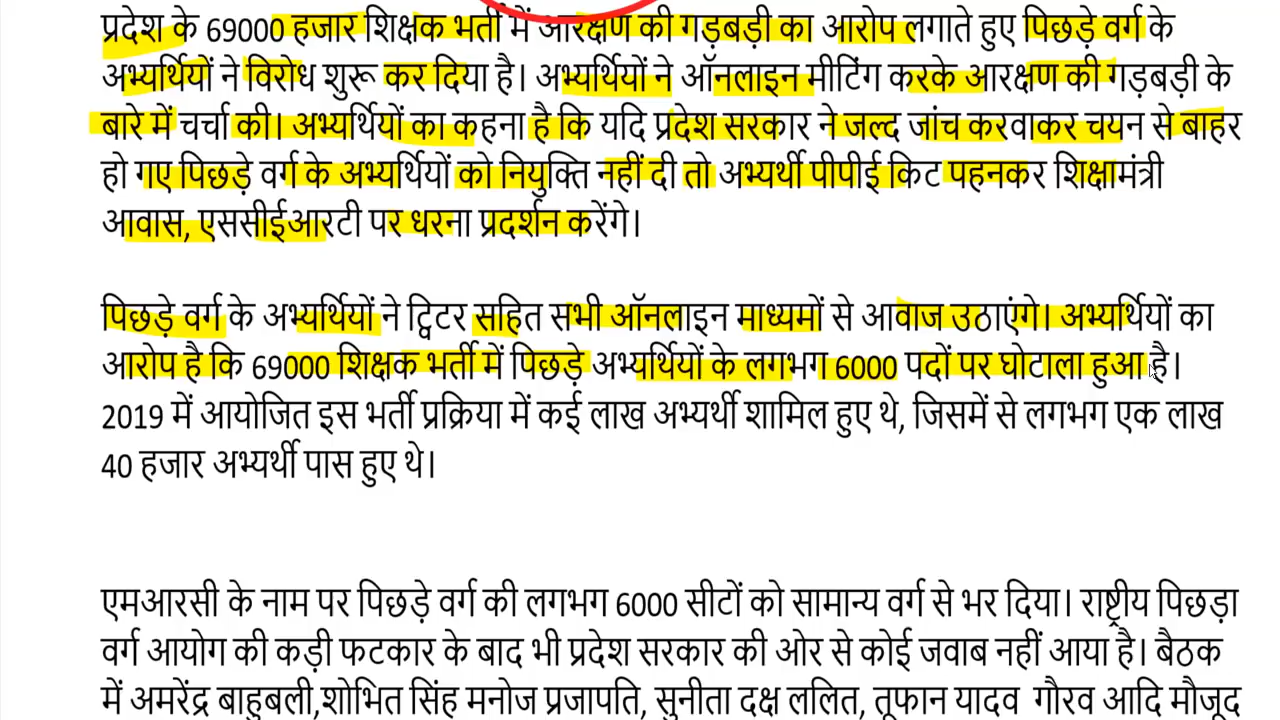 प्रदेश के 69000 हजार शिक्षक भर्ती में आरक्षण की गड़बड़ी का आरोप लगाते हुए पिछड़े वर्ग के
अभ्यर्थियों ने विरोध शुरू कर दिया है। अभ्यर्थियों ने ऑनलाइन मीटिंग करके आरक्षण की गड़बड़ी के
बारे में चर्चा की। अभ्यर्थियों का कहना है कि यदि प्रदेश सरकार ने जल्द जांच करवाकर चयन से बाहर
हो गए पिछड़े वर्ग के अभ्यर्थियों को नियुक्ति नहीं दी तो अभ्यर्थी पीपीई किट पहनकर शिक्षामंत्री
आवास, एससीईआरटी पर धरना प्रदर्शन करेंगे।
पिछड़े वर्ग के अभ्यर्थियों ने ट्विटर सहित सभी ऑनलाइन माध्यमों से आवाज उठाएंगे। अभ्यर्थियों का
आरोप है कि 69000 शिक्षक भर्ती में पिछड़े अभ्यर्थियों के लगभग 6000 पदों पर घोटाला हुआ है।
2019 में आयोजित इस भर्ती प्रक्रिया में कई लाख अभ्यर्थी शामिल हुए थे, जिसमें से लगभग एक लाख
40 हजार अभ्यर्थी पास हुए थे।
एमआरसी के नाम पर पिछड़े वर्ग की लगभग 6000 सीटों को सामान्य वर्ग से भर दिया। राष्ट्रीय पिछड़ा
वर्ग आयोग की कड़ी फटकार के बाद भी प्रदेश सरकार की ओर से कोई जवाब नहीं आया है। बैठक
में अमरेंद्र बाहुबली,शोभित सिंह मनोज प्रजापति, सुनीता दक्ष ललित, तूफान यादव गौरव आदि मौजूद